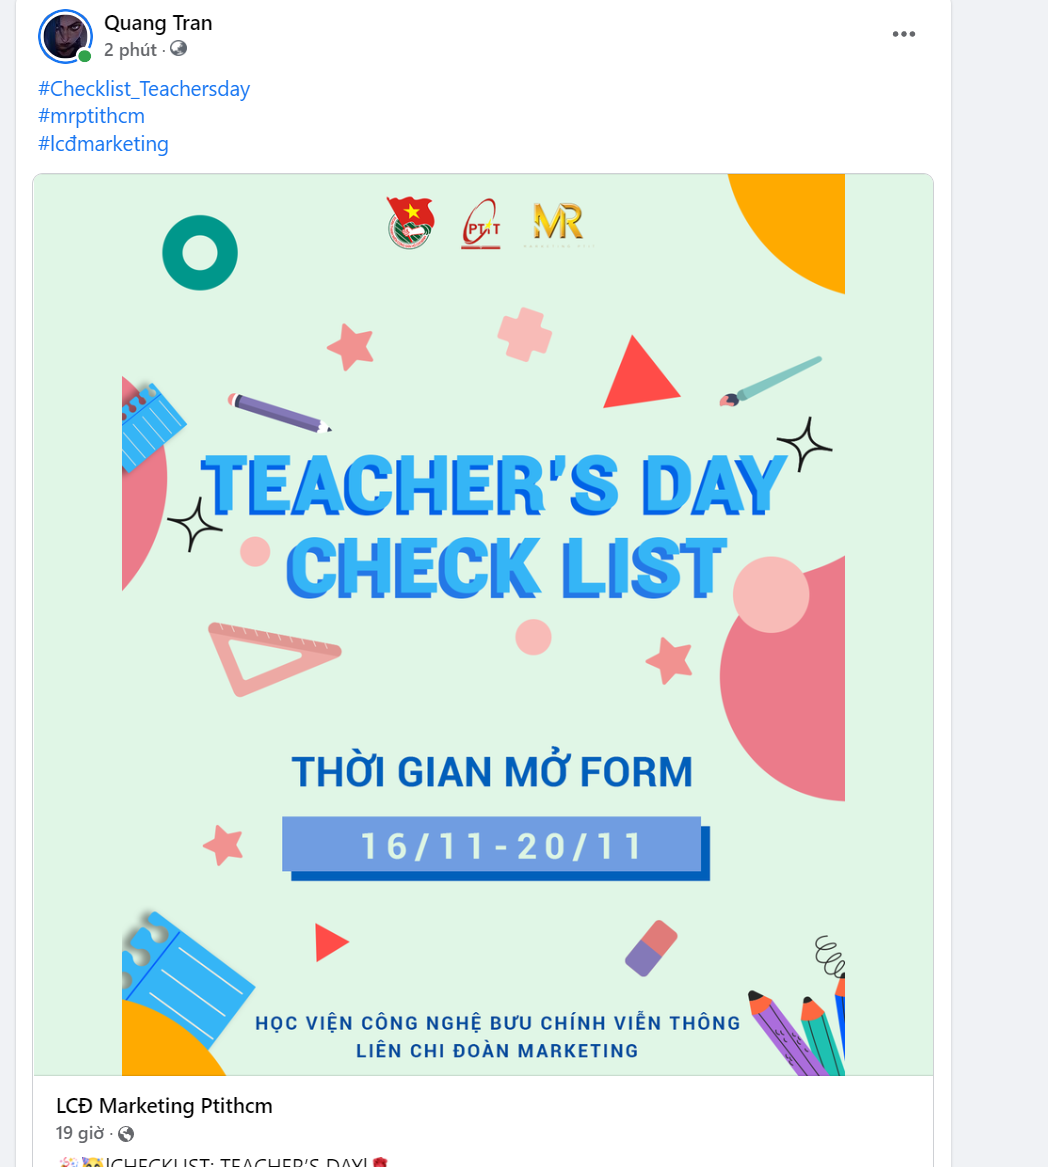 Quang Tran
2 phút ·
#Checklist_Teachersday
#mrptithcm
#lcđmarketing
PTIT
MR
TEACHER'S DAY
CHECK LIST
THỜI GIAN MỞ FORM
16/11-20/11
HỌC VIỆN CÔNG NGHỆ BƯU CHÍNH VIỄN THÔNG
LIÊN CHI ĐOÀN MARKETING
LCĐ Marketing Ptithcm
19 giờ ·
|CHECKLIST: TEACHER'S DAY|